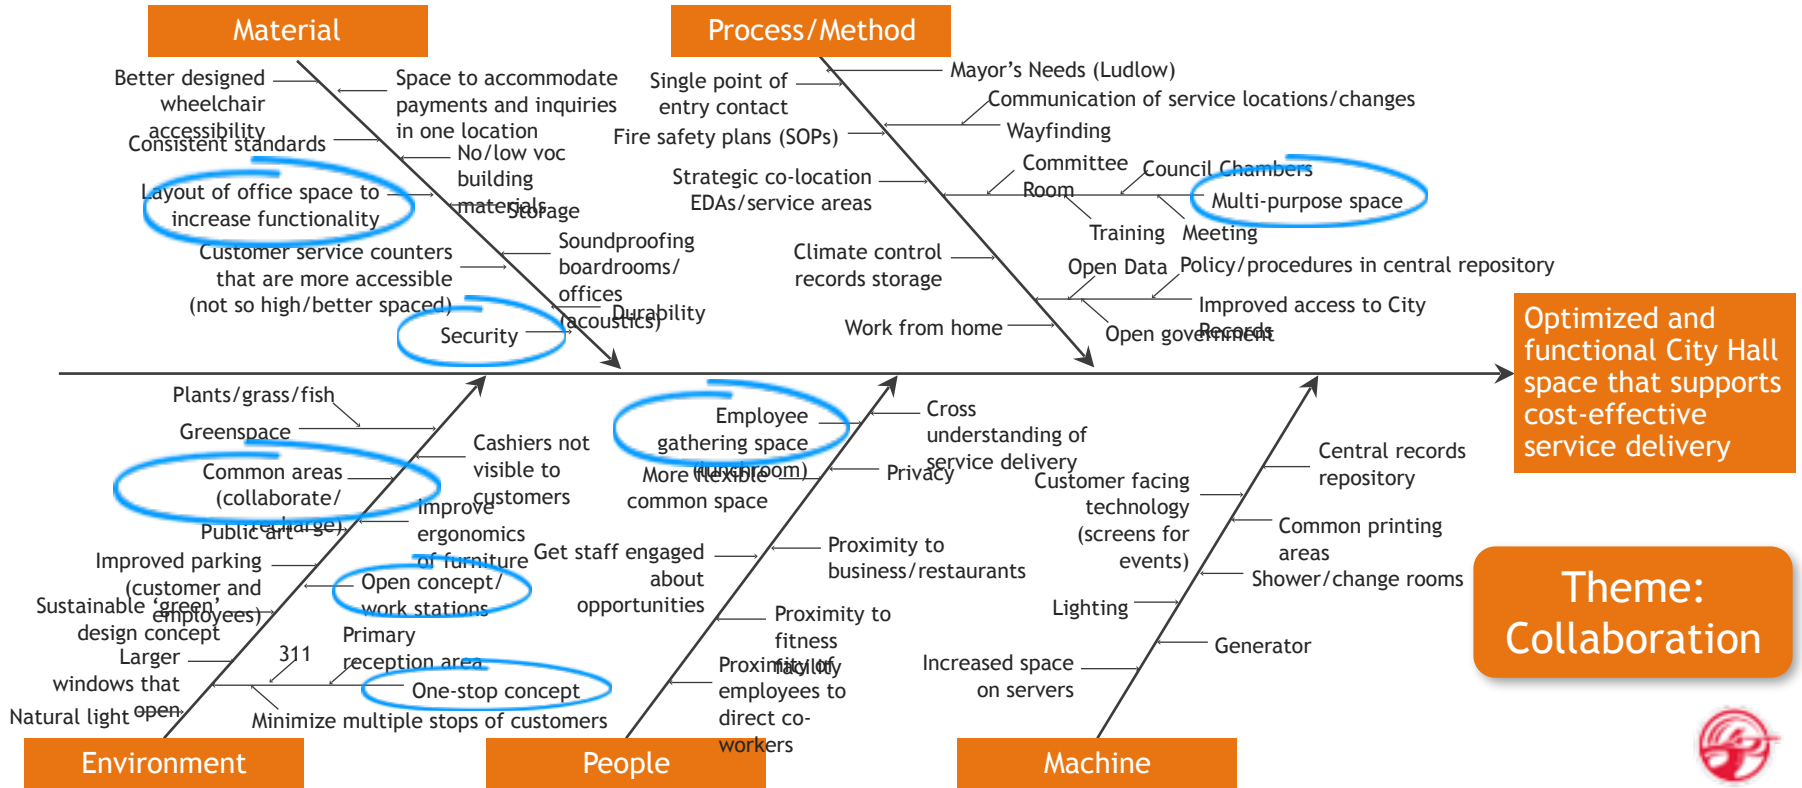 Material
Better designed
wheelchair
accessibility
Space to accommodate
payments and inquiries
in one location
Consistent standards
No/low voc
building
materials
Layout of office space to
increase functionality
Storage
Customer service counters
that are more accessible
(not so high/better spaced)
Soundproofing
boardrooms/
offices
(acoustics)
Durability
Security
Process/Method
Single point of
entry contact
Mayor’s Needs (Ludlow)
Communication of service locations/changes
Wayfinding
Fire safety plans (SOPs)
Committee
Room
Council Chambers
Multi-purpose space
Training
Meeting
Strategic co-location
EDAs/service areas
Climate control
records storage
Open Data
Policy/procedures in central repository
Improved access to City
Records
Open government
Work from home
Optimized and
functional City Hall
space that supports
cost-effective
service delivery
Plants/grass/fish
Greenspace
Cashiers not
visible to
customers
Common areas
(collaborate/
recharge)
Public art
Improve
ergonomics
of furniture
Improved parking
(customer and
employees)
Open concept/
work stations
Sustainable ‘green’
design concept
Larger
windows that
open
311
Primary
reception area
One-stop concept
Minimize multiple stops of customers
Natural light
Environment
Employee
gathering space
(lunchroom)
Cross
understanding of
service delivery
More flexible
common space
Privacy
Get staff engaged
about
opportunities
Proximity to
business/restaurants
Proximity to
fitness
facility
Proximity of
employees to
direct co-
workers
People
Central records
repository
Customer facing
technology
(screens for
events)
Common printing
areas
Shower/change rooms
Lighting
Generator
Increased space
on servers
Machine
Theme:
Collaboration